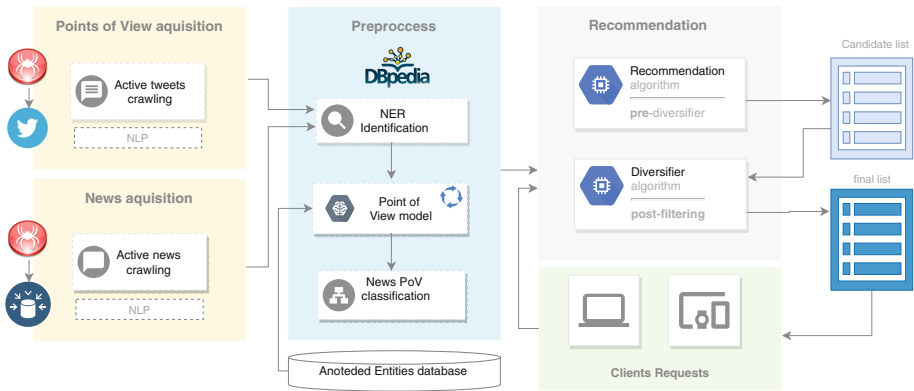 Points of View aquisition
Active tweets
crawling
NLP
News aquisition
Active news
crawling
NLP
Preproccess
DBpedia
NER
Identification
Point of
View model
News PoV
classification
Anoteded Entities database
Recommendation
Recommendation
algorithm
pre-diversifier
Diversifier
algorithm
post-filtering
Clients Requests
Candidate list
final list